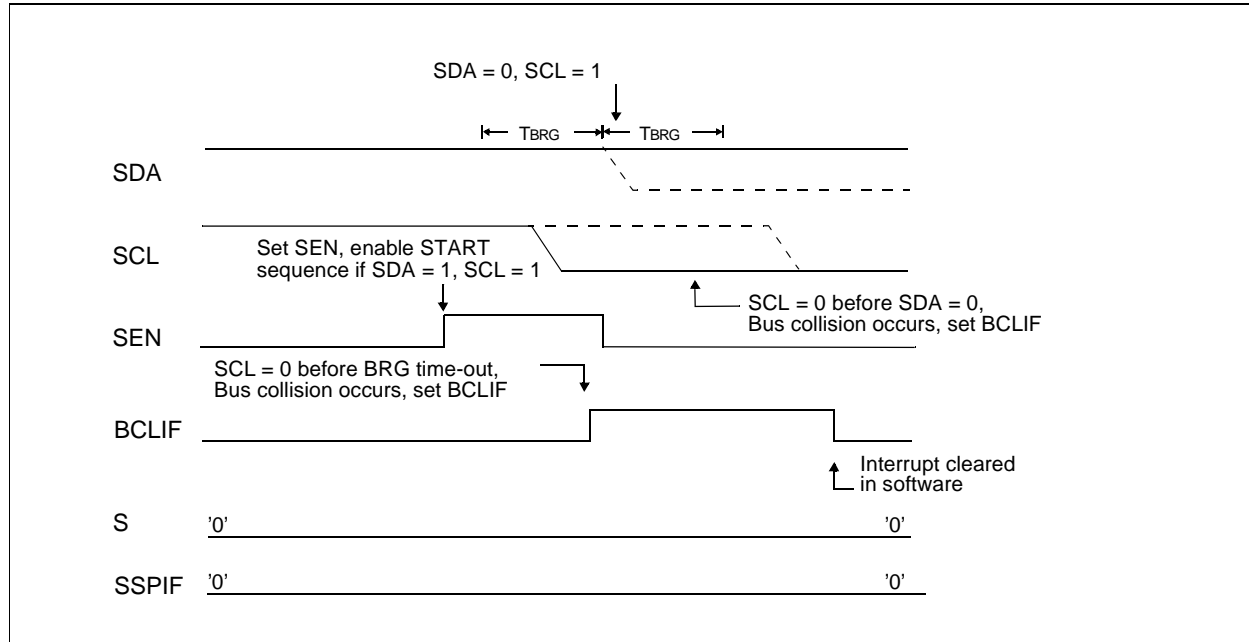 SDA = 0, SCL = 1
TBRG TBRG
SDA
SCL
Set SEN, enable START
sequence if SDA = 1, SCL = 1
SCL = 0 before SDA = 0,
Bus collision occurs, set BCLIF
SEN
SCL = 0 before BRG time-out,
Bus collision occurs, set BCLIF
BCLIF
Interrupt cleared
in software
S
'0' '0'
SSPIF
'0' '0'